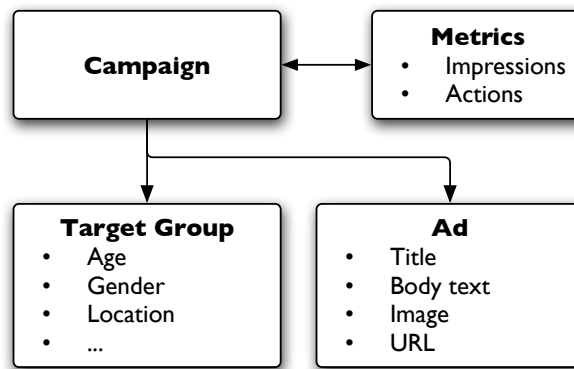 Campaign
Metrics
• Impressions
• Actions
Target Group
• Age
• Gender
• Location
• ...
Ad
• Title
• Body text
• Image
• URL